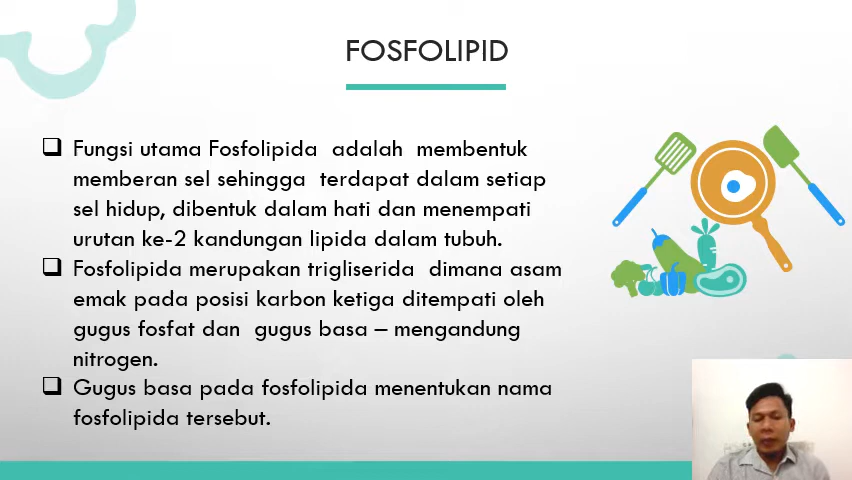 FOSFOLIPID
Fungsi utama Fosfolipida adalah membentuk
memberan sel sehingga terdapat dalam setiap
sel hidup, dibentuk dalam hati dan menempati
urutan ke-2 kandungan lipida dalam tubuh.
Fosfolipida merupakan trigliserida dimana asam
emak pada posisi karbon ketiga ditempati oleh
gugus fosfat dan gugus basa – mengandung
nitrogen.
Gugus basa pada fosfolipida menentukan nama
fosfolipida tersebut.